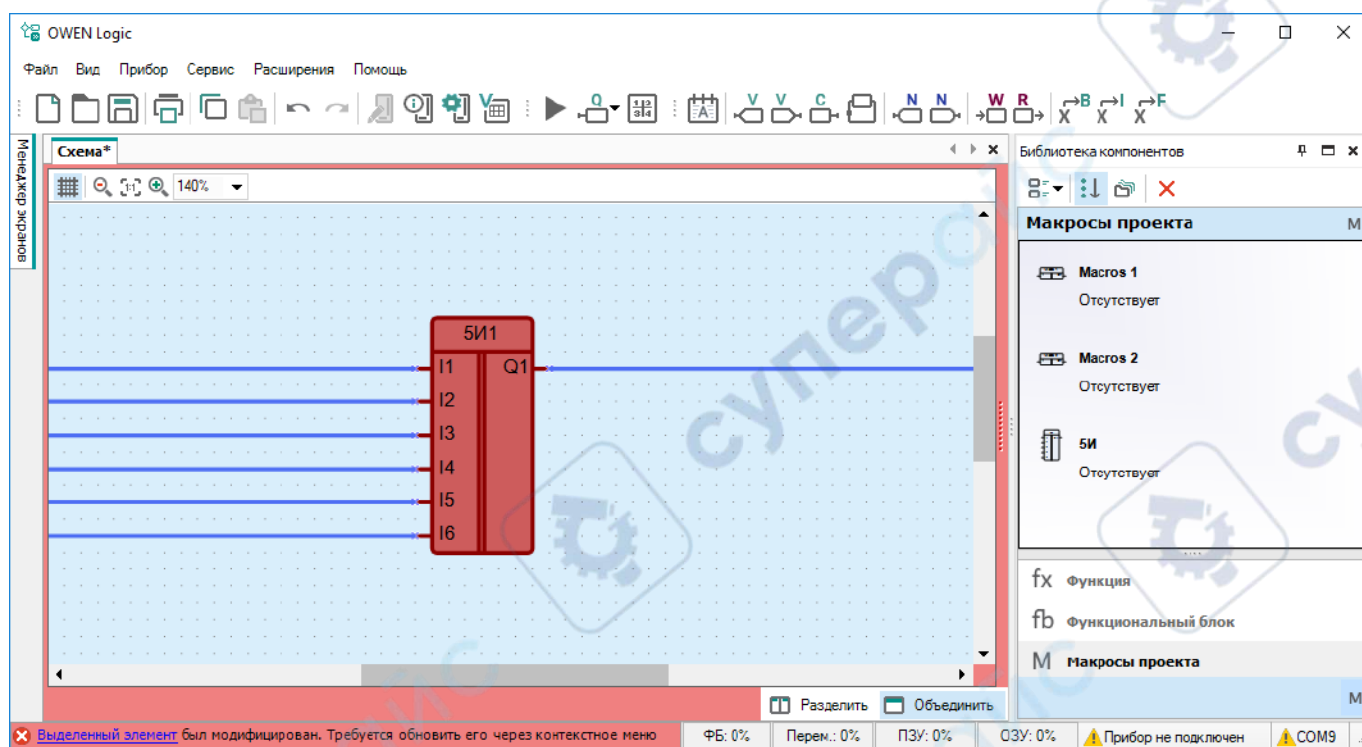 OWEN Logic
Файл Вид Прибор Сервис Расширения Помощь
Менеджер экранов
Схема*
140%
5И1
I1 Q1
I2
I3
I4
I5
I6
Библиотека компонентов
Макросы проекта М
Macros 1
Отсутствует
Macros 2
Отсутствует
5И
Отсутствует
fx Функция
fb Функциональный блок
М Макросы проекта
М
Разделить Объединить
Выделенный элемент был модифицирован. Требуется обновить его через контекстное меню ФБ: 0% Перем.: 0% ПЗУ: 0% ОЗУ: 0% Прибор не подключен COM9
суперайс